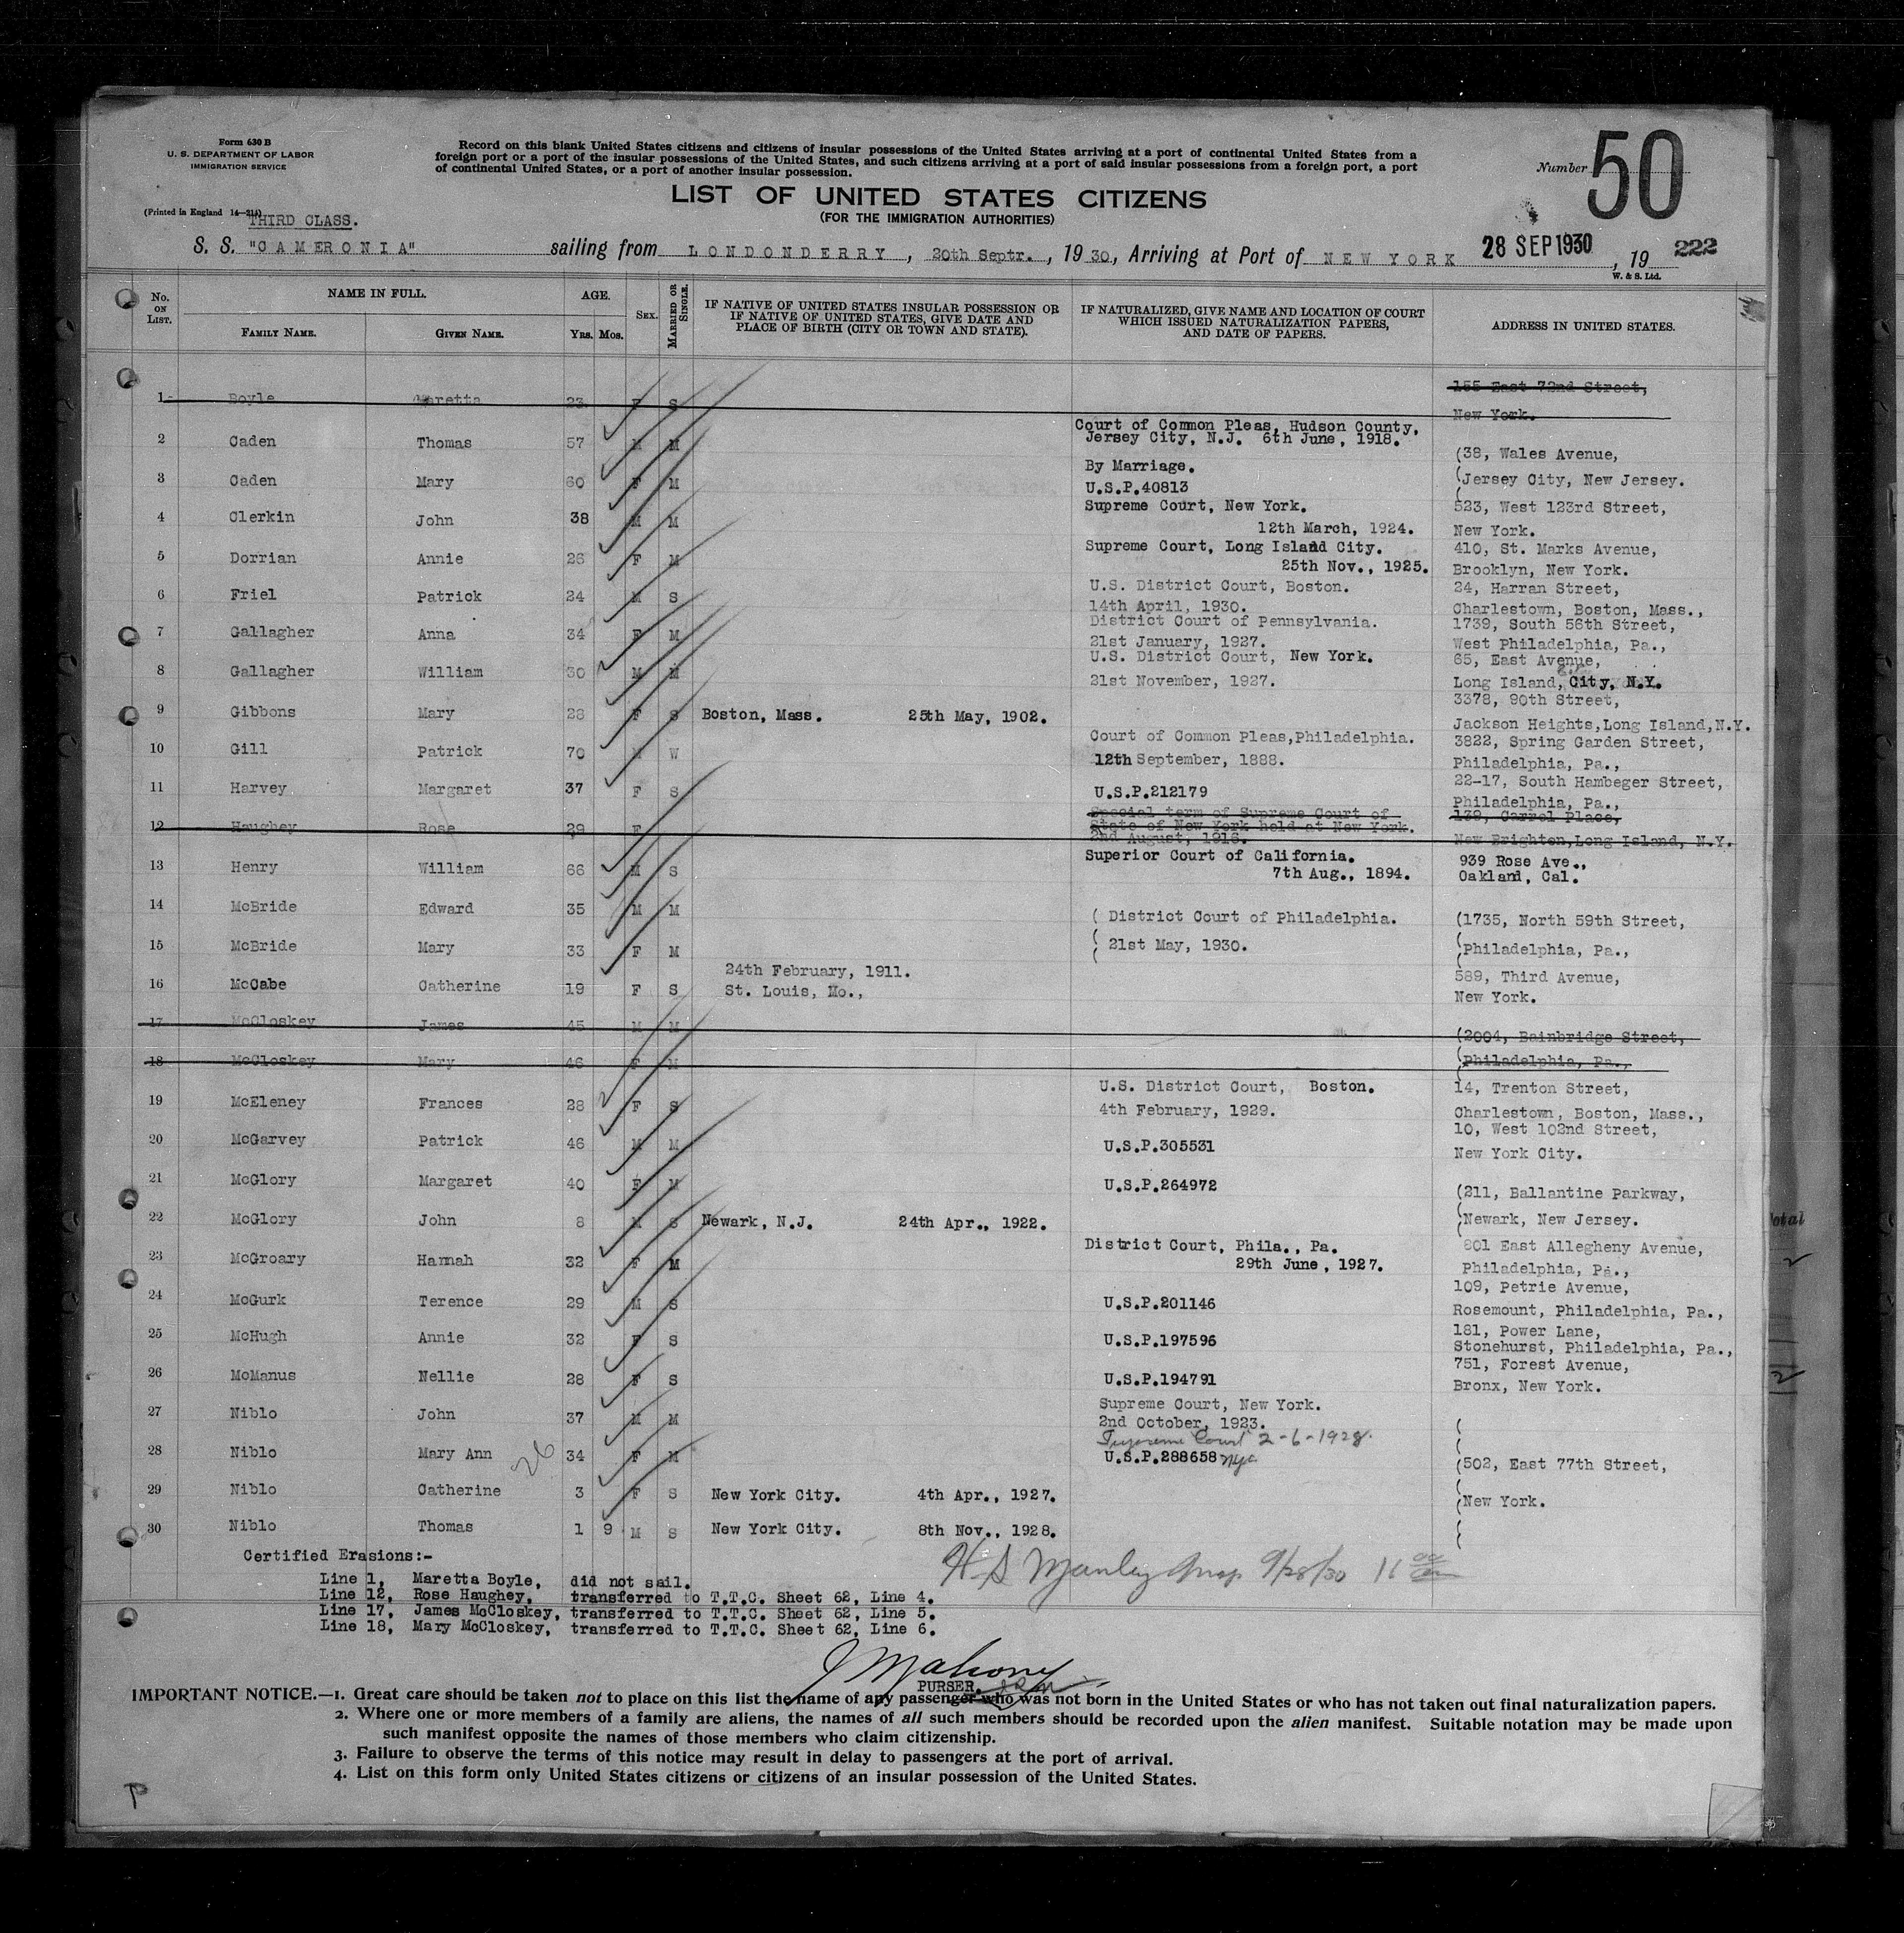 Form 630 B
U. S. DEPARTMENT OF LABOR
IMMIGRATION SERVICE
(Printed in England 14—214)
Record on this blank United States citizens and citizens of insular possessions of the United States arriving at a port of continental United States from a
foreign port or a port of the insular possessions of the United States, and such citizens arriving at a port of said insular possessions from a foreign port, a port
of continental United States, or a port of another insular possession.
Number 50
LIST OF UNITED STATES CITIZENS
(FOR THE IMMIGRATION AUTHORITIES)
THIRD CLASS.
S. S. "CAMERONIA" sailing from LONDONDERRY, 20th Septr., 1930, Arriving at Port of NEW YORK 28 SEP 1930, 19 222
W. & S. Ltd.
No. ON LIST. NAME IN FULL. FAMILY NAME. GIVEN NAME. AGE. Yrs. Mos. SEX. MARRIED OR SINGLE. IF NATIVE OF UNITED STATES INSULAR POSSESSION OR IF NATIVE OF UNITED STATES, GIVE DATE AND PLACE OF BIRTH (CITY OR TOWN AND STATE). IF NATURALIZED, GIVE NAME AND LOCATION OF COURT WHICH ISSUED NATURALIZATION PAPERS, AND DATE OF PAPERS. ADDRESS IN UNITED STATES.
1 Boyle Maretta 23 F S 155 East 72nd Street, New York.
2 Caden Thomas 57 M M Court of Common Pleas, Hudson County, Jersey City, N.J. 6th June, 1918. (38, Wales Avenue,
3 Caden Mary 60 F M By Marriage. U.S.P.40813 (Jersey City, New Jersey.
4 Clerkin John 38 M M Supreme Court, New York. 12th March, 1924. 523, West 123rd Street, New York.
5 Dorrian Annie 26 F M Supreme Court, Long Island City. 25th Nov., 1925. 410, St. Marks Avenue, Brooklyn, New York.
6 Friel Patrick 24 M S U.S. District Court, Boston. 14th April, 1930. 24, Harran Street, Charlestown, Boston, Mass.,
7 Gallagher Anna 34 F M District Court of Pennsylvania. 21st January, 1927. 1739, South 56th Street, West Philadelphia, Pa.,
8 Gallagher William 30 M M U.S. District Court, New York. 21st November, 1927. 65, East Avenue, Long Island, City, N.Y.
9 Gibbons Mary 28 F S Boston, Mass. 25th May, 1902. 3378, 90th Street, Jackson Heights,Long Island,N.Y.
10 Gill Patrick 70 M W Court of Common Pleas,Philadelphia. 12th September, 1888. 3822, Spring Garden Street, Philadelphia, Pa.,
11 Harvey Margaret 37 F S U.S.P.212179 22-17, South Hambeger Street, Philadelphia, Pa.,
12 Haughey Rose 29 F Special term of Supreme Court of State of New York held at New York. 2nd August, 1916. 139, Carrol Place, New Brighten,Long Island, N.Y.
13 Henry William 66 M S Superior Court of California. 7th Aug., 1894. 939 Rose Ave., Oakland, Cal.
14 McBride Edward 35 M M ( District Court of Philadelphia. (1735, North 59th Street,
15 McBride Mary 33 F M ( 21st May, 1930. (Philadelphia, Pa.,
16 McCabe Catherine 19 F S 24th February, 1911. St. Louis, Mo., 589, Third Avenue, New York.
17 McCloskey James 45 M M (2004, Bainbridge Street,
18 McCloskey Mary 46 F M (Philadelphia, Pa.,
19 McEleney Frances 28 F S U.S. District Court, Boston. 4th February, 1929. 14, Trenton Street, Charlestown, Boston, Mass.,
20 McGarvey Patrick 46 M M U.S.P.305531 10, West 102nd Street, New York City.
21 McGlory Margaret 40 F M U.S.P.264972 (211, Ballantine Parkway,
22 McGlory John 8 M S Newark, N.J. 24th Apr., 1922. (Newark, New Jersey.
23 McGroary Hannah 32 F M District Court, Phila., Pa. 29th June, 1927. 801 East Allegheny Avenue, Philadelphia, Pa.,
24 McGurk Terence 29 M S U.S.P.201146 109, Petrie Avenue, Rosemount, Philadelphia, Pa.,
25 McHugh Annie 32 F S U.S.P.197596 181, Power Lane, Stonehurst, Philadelphia, Pa.,
26 McManus Nellie 28 F S U.S.P.194791 751, Forest Avenue, Bronx, New York.
27 Niblo John 37 M M Supreme Court, New York. 2nd October, 1923.
28 Niblo Mary Ann 26 34 F M Supreme Court 2-6-1928. U.S.P.288658 nyc (502, East 77th Street,
29 Niblo Catherine 3 F S New York City. 4th Apr., 1927. (New York.
30 Niblo Thomas 1 9 M S New York City. 8th Nov., 1928.
Certified Erasions:-
H S Manley 9/28/30 11 00 am
Line 1, Maretta Boyle, did not sail.
Line 12, Rose Haughey, transferred to T.T.C. Sheet 62, Line 4.
Line 17, James McCloskey, transferred to T.T.C. Sheet 62, Line 5.
Line 18, Mary McCloskey, transferred to T.T.C. Sheet 62, Line 6.
J Mahony
PURSER.
IMPORTANT NOTICE.—1. Great care should be taken not to place on this list the name of any passenger who was not born in the United States or who has not taken out final naturalization papers.
2. Where one or more members of a family are aliens, the names of all such members should be recorded upon the alien manifest. Suitable notation may be made upon
such manifest opposite the names of those members who claim citizenship.
3. Failure to observe the terms of this notice may result in delay to passengers at the port of arrival.
4. List on this form only United States citizens or citizens of an insular possession of the United States.